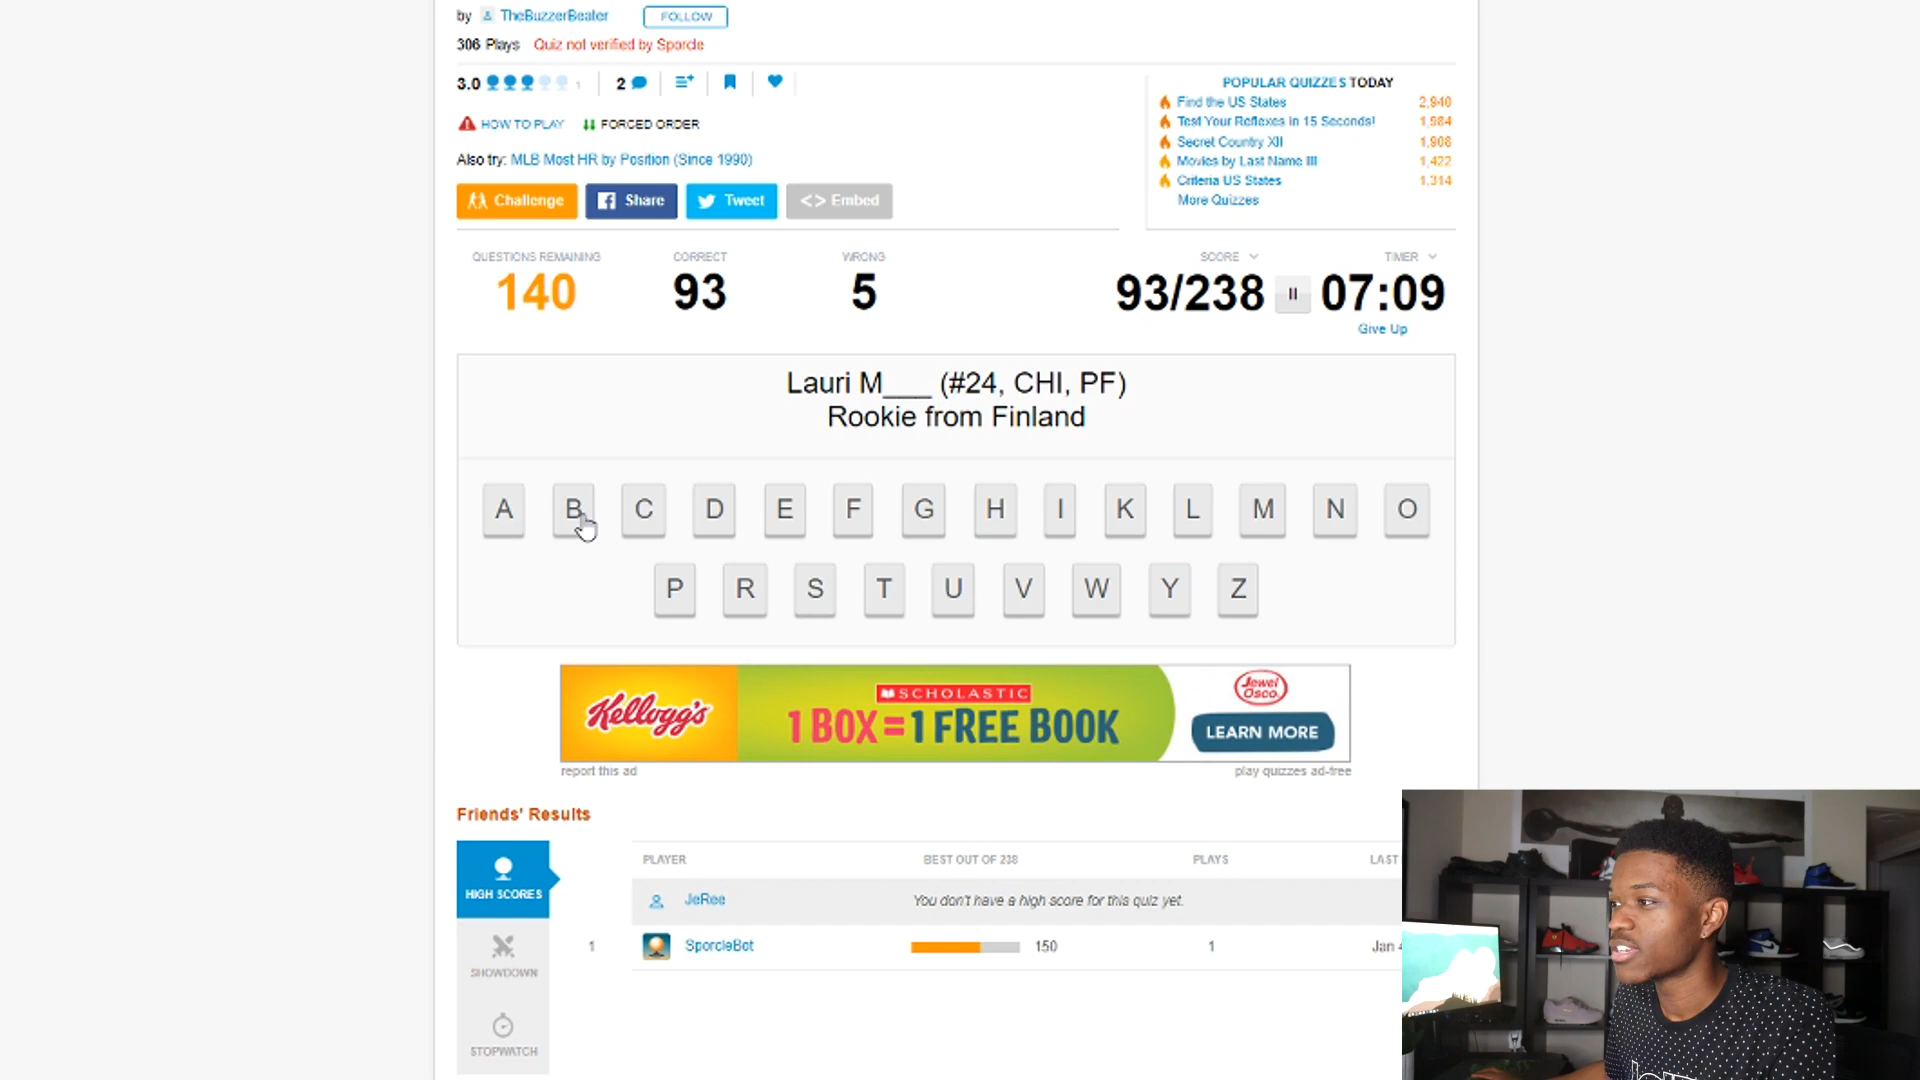 by TheBuzzerBeater FOLLOW
306 Plays Quiz not verified by Sporcle
3.0 1 2
HOW TO PLAY FORCED ORDER
Also try: MLB Most HR by Position (Since 1990)
Challenge Share Tweet <> Embed
POPULAR QUIZZES TODAY
Find the US States 2,940
Test Your Reflexes in 15 Seconds! 1,984
Secret Country XII 1,908
Movies by Last Name III 1,422
Criteria US States 1,314
More Quizzes
QUESTIONS REMAINING CORRECT WRONG SCORE TIMER
140 93 5 93/238 07:09
Give Up
Lauri M___ (#24, CHI, PF)
Rookie from Finland
A B C D E F G H I K L M N O
P R S T U V W Y Z
Kellogg's
SCHOLASTIC
1 BOX=1 FREE BOOK
Jewel
Osco
LEARN MORE
report this ad play quizzes ad-free
Friends' Results
HIGH SCORES
SHOWDOWN
STOPWATCH
PLAYER BEST OUT OF 238 PLAYS LAST
JeRee You don't have a high score for this quiz yet.
1 SporcleBot 150 1 Jan